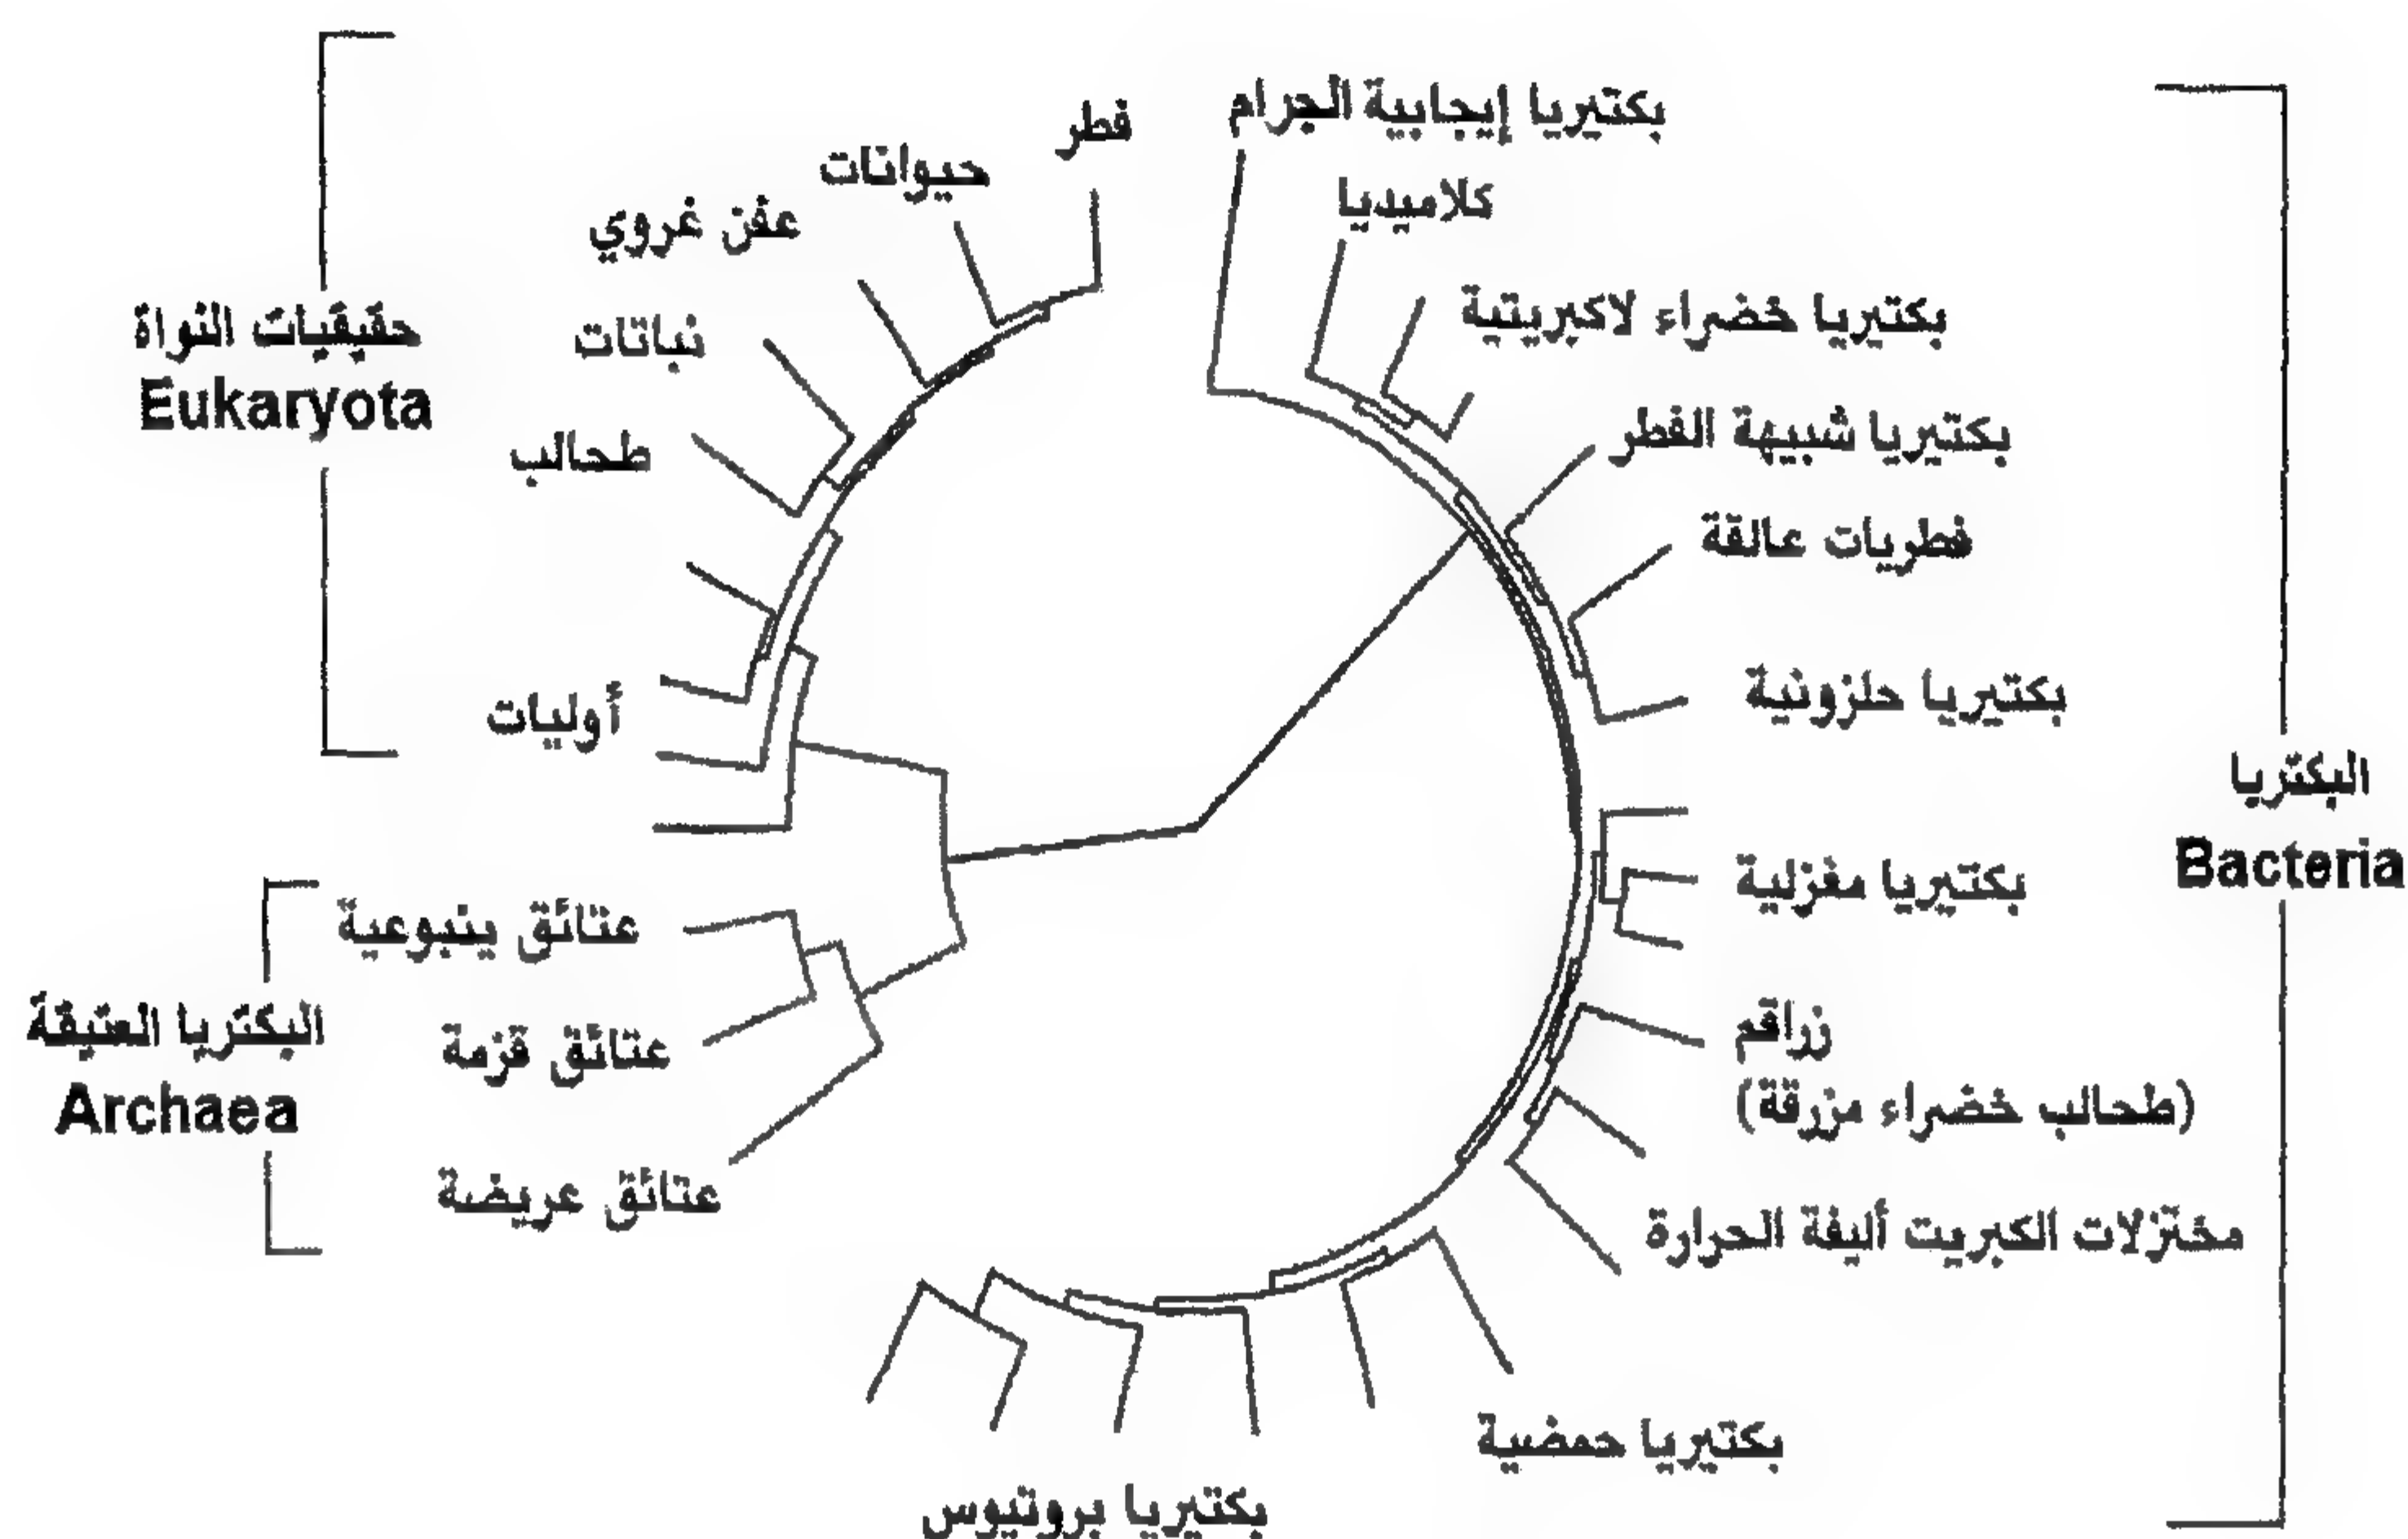 بكتيريا إيجابية الجرام
كلاميديا
بكتيريا خضراء لاكبريتية
بكتيريا شبيهة الفطر
فطريات عالقة
بكتيريا حلزونية
البكتريا
Bacteria
بكتيريا مغزلية
زراقم
(طحالب خضراء مزرقة)
مختزلات الكبريت أليفة الحرارة
بكتيريا حمضية
بكتيريا بروتيوس
فطر
حيوانات
عفن غروي
نباتات
طحالب
أوليات
حقيقيات النواة
Eukaryota
عتائق ينبوعية
عتائق قزمة
عتائق عريضة
البكتريا العتيقة
Archaea